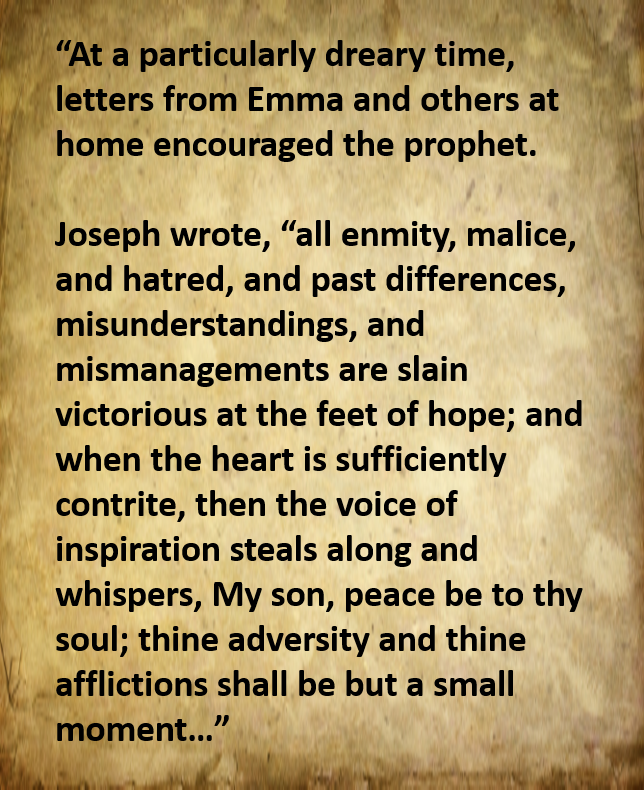 “At a particularly dreary time,
letters from Emma and others at
home encouraged the prophet.
Joseph wrote, “all enmity, malice,
and hatred, and past differences,
misunderstandings, and
mismanagements are slain
victorious at the feet of hope; and
when the heart is sufficiently
contrite, then the voice of
inspiration steals along and
whispers, My son, peace be to thy
soul; thine adversity and thine
afflictions shall be but a small
moment…”